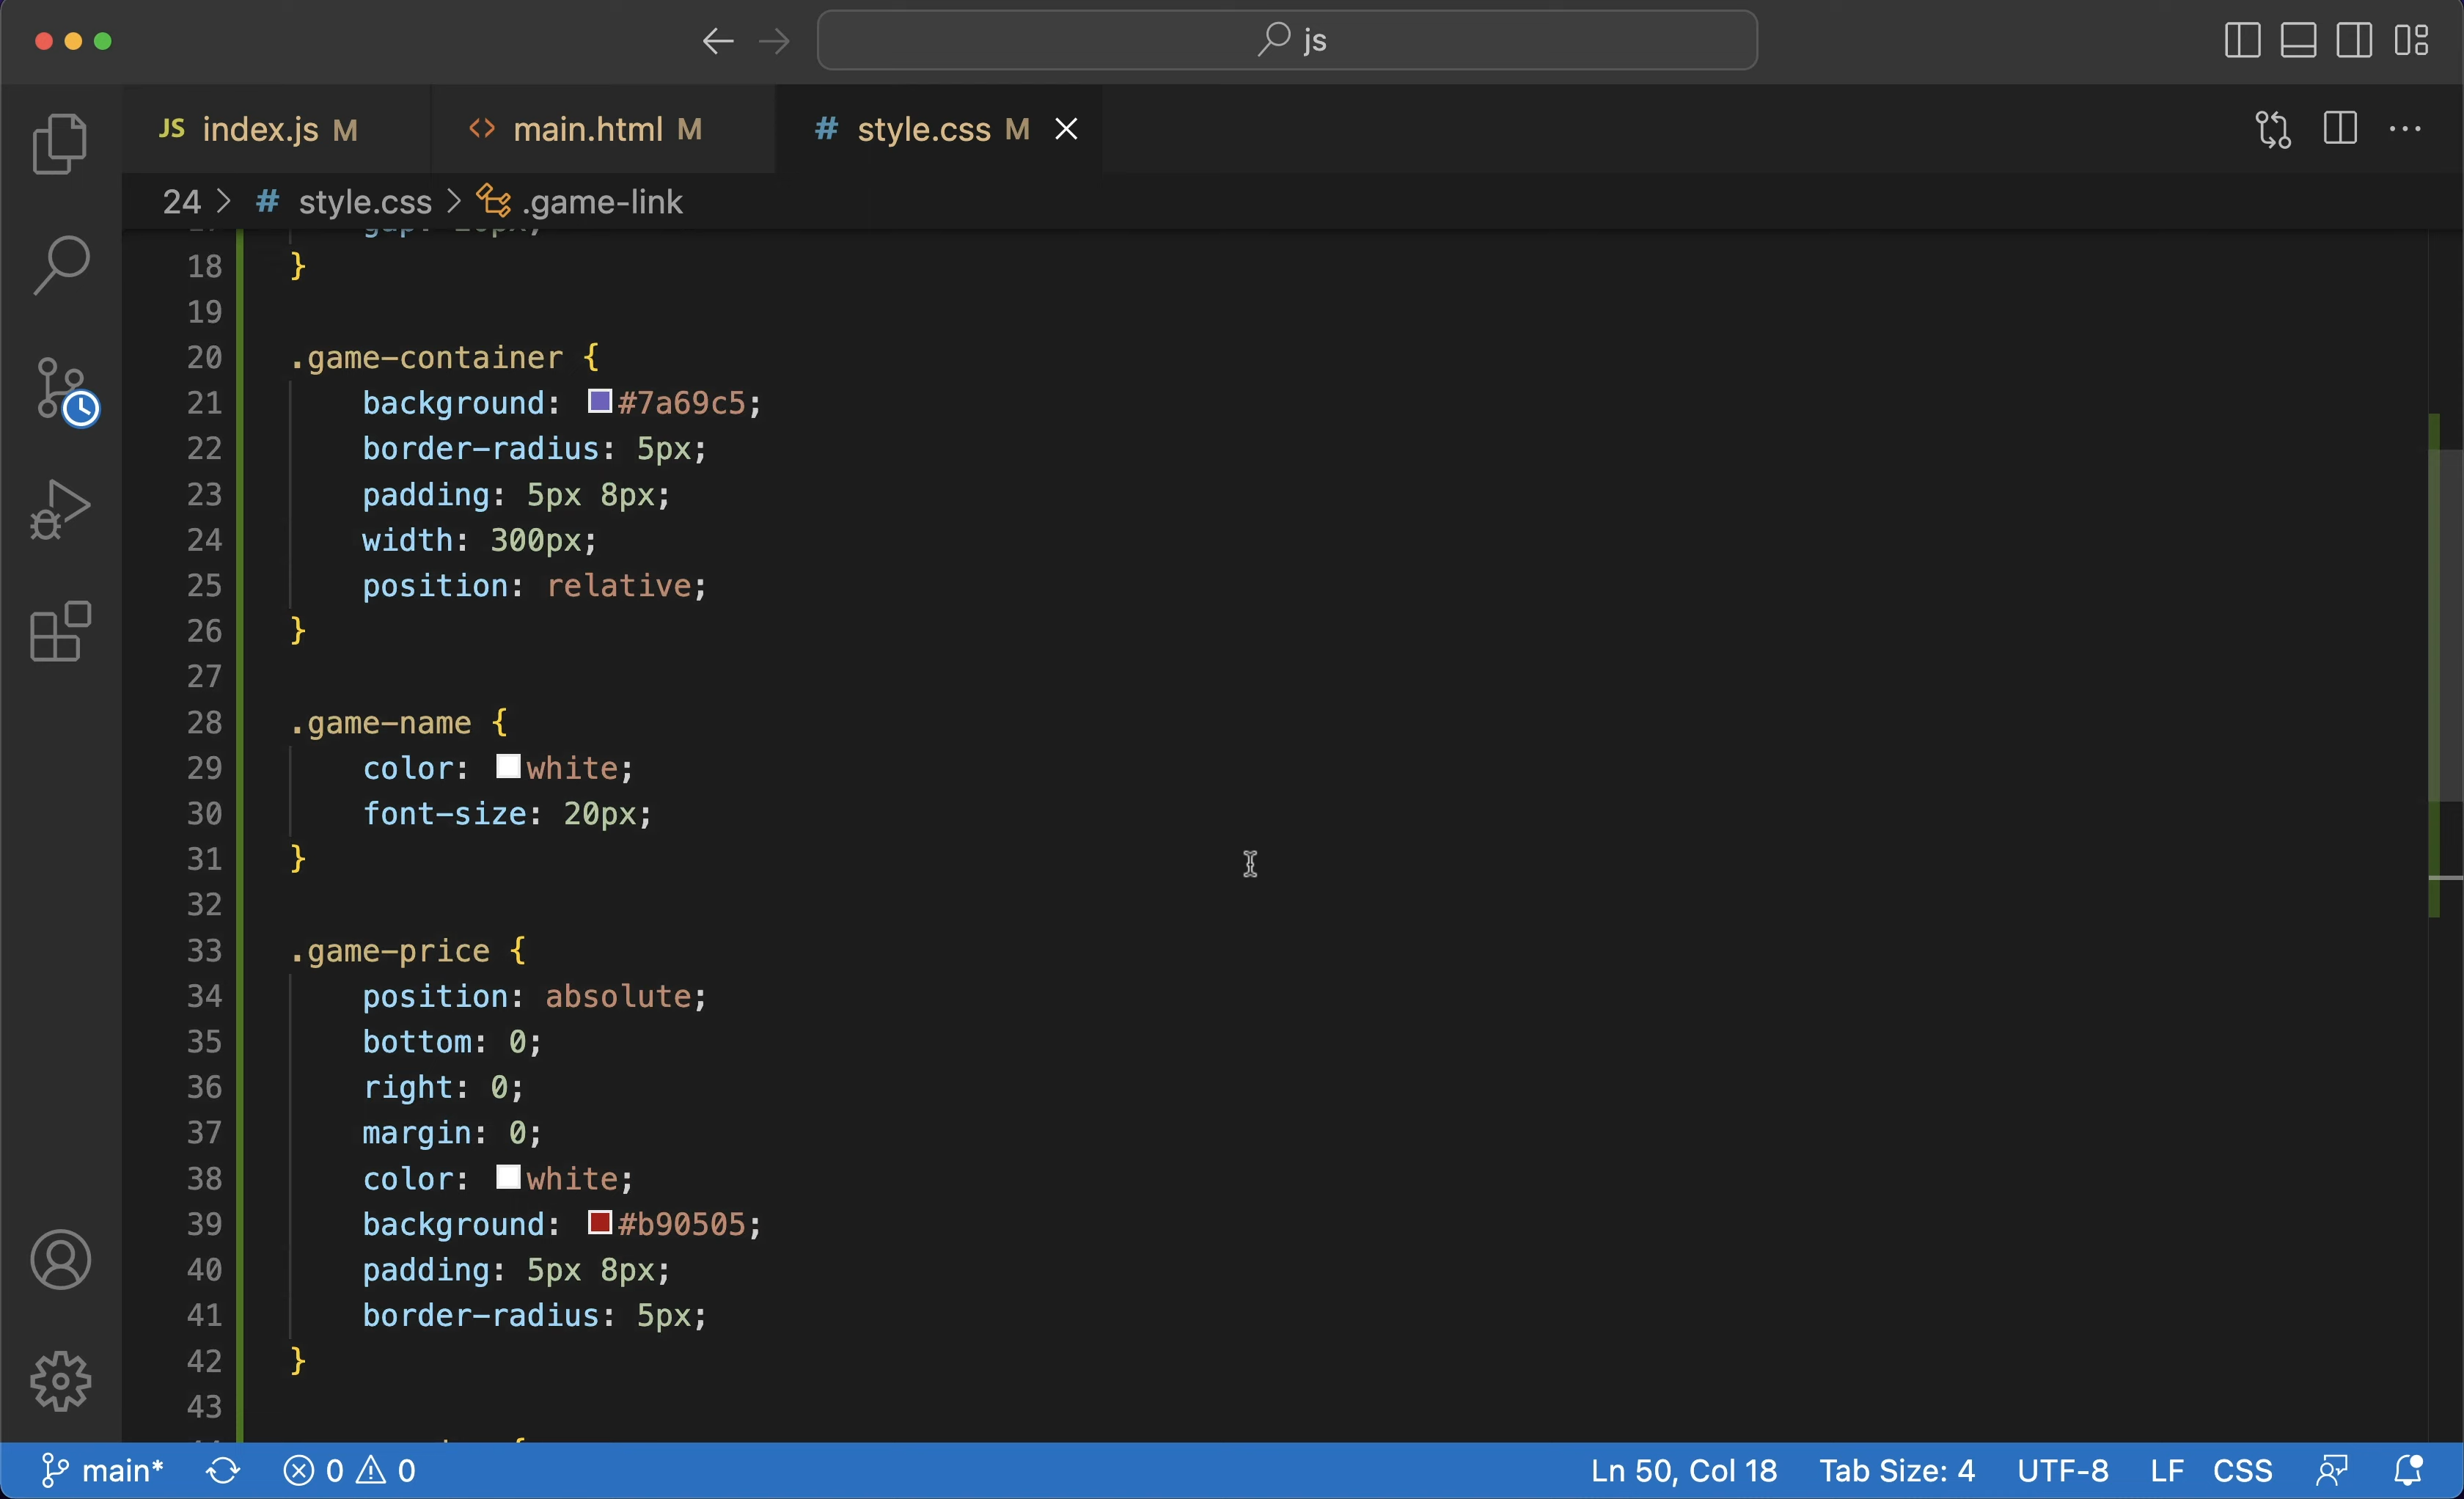 js
JS index.js M
<> main.html M
# style.css M
24 > # style.css > .game-link
gap: 20px;
18 }
19
20 .game-container {
21 background: #7a69c5;
22 border-radius: 5px;
23 padding: 5px 8px;
24 width: 300px;
25 position: relative;
26 }
27
28 .game-name {
29 color: white;
30 font-size: 20px;
31 }
32
33 .game-price {
34 position: absolute;
35 bottom: 0;
36 right: 0;
37 margin: 0;
38 color: white;
39 background: #b90505;
40 padding: 5px 8px;
41 border-radius: 5px;
42 }
43
main* 0 0 Ln 50, Col 18 Tab Size: 4 UTF-8 LF CSS